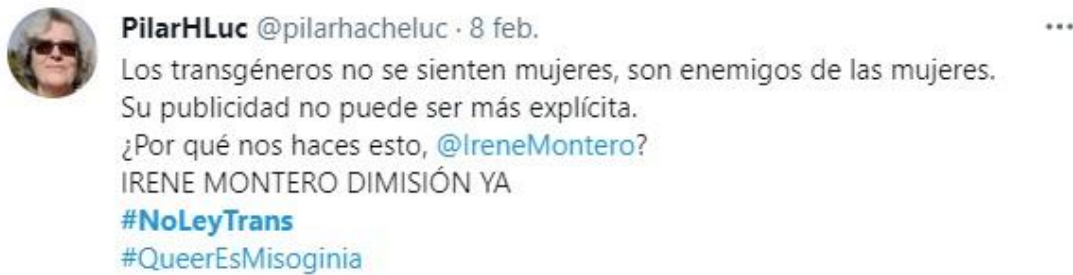 PilarHLuc @pilarhacheluc · 8 feb.
Los transgéneros no se sienten mujeres, son enemigos de las mujeres.
Su publicidad no puede ser más explícita.
¿Por qué nos haces esto, @IreneMontero?
IRENE MONTERO DIMISIÓN YA
#NoLeyTrans
#QueerEsMisoginia